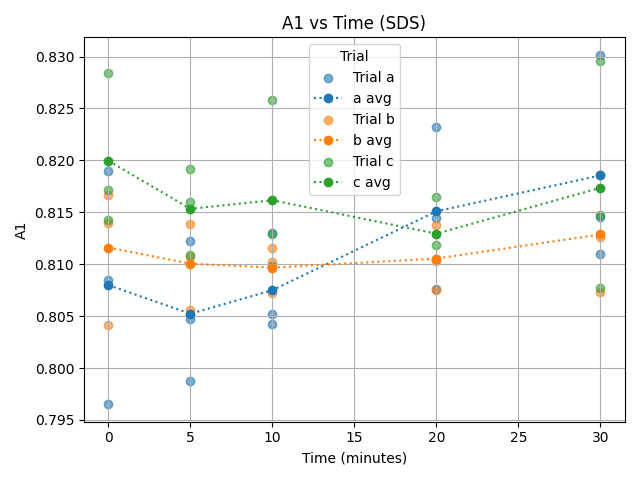 A1 vs Time (SDS)
Trial
Trial a
a avg
Trial b
b avg
Trial c
c avg
0.830
0.825
0.820
0.815
0.810
0.805
0.800
0.795
A1
0 5 10 15 20 25 30
Time (minutes)